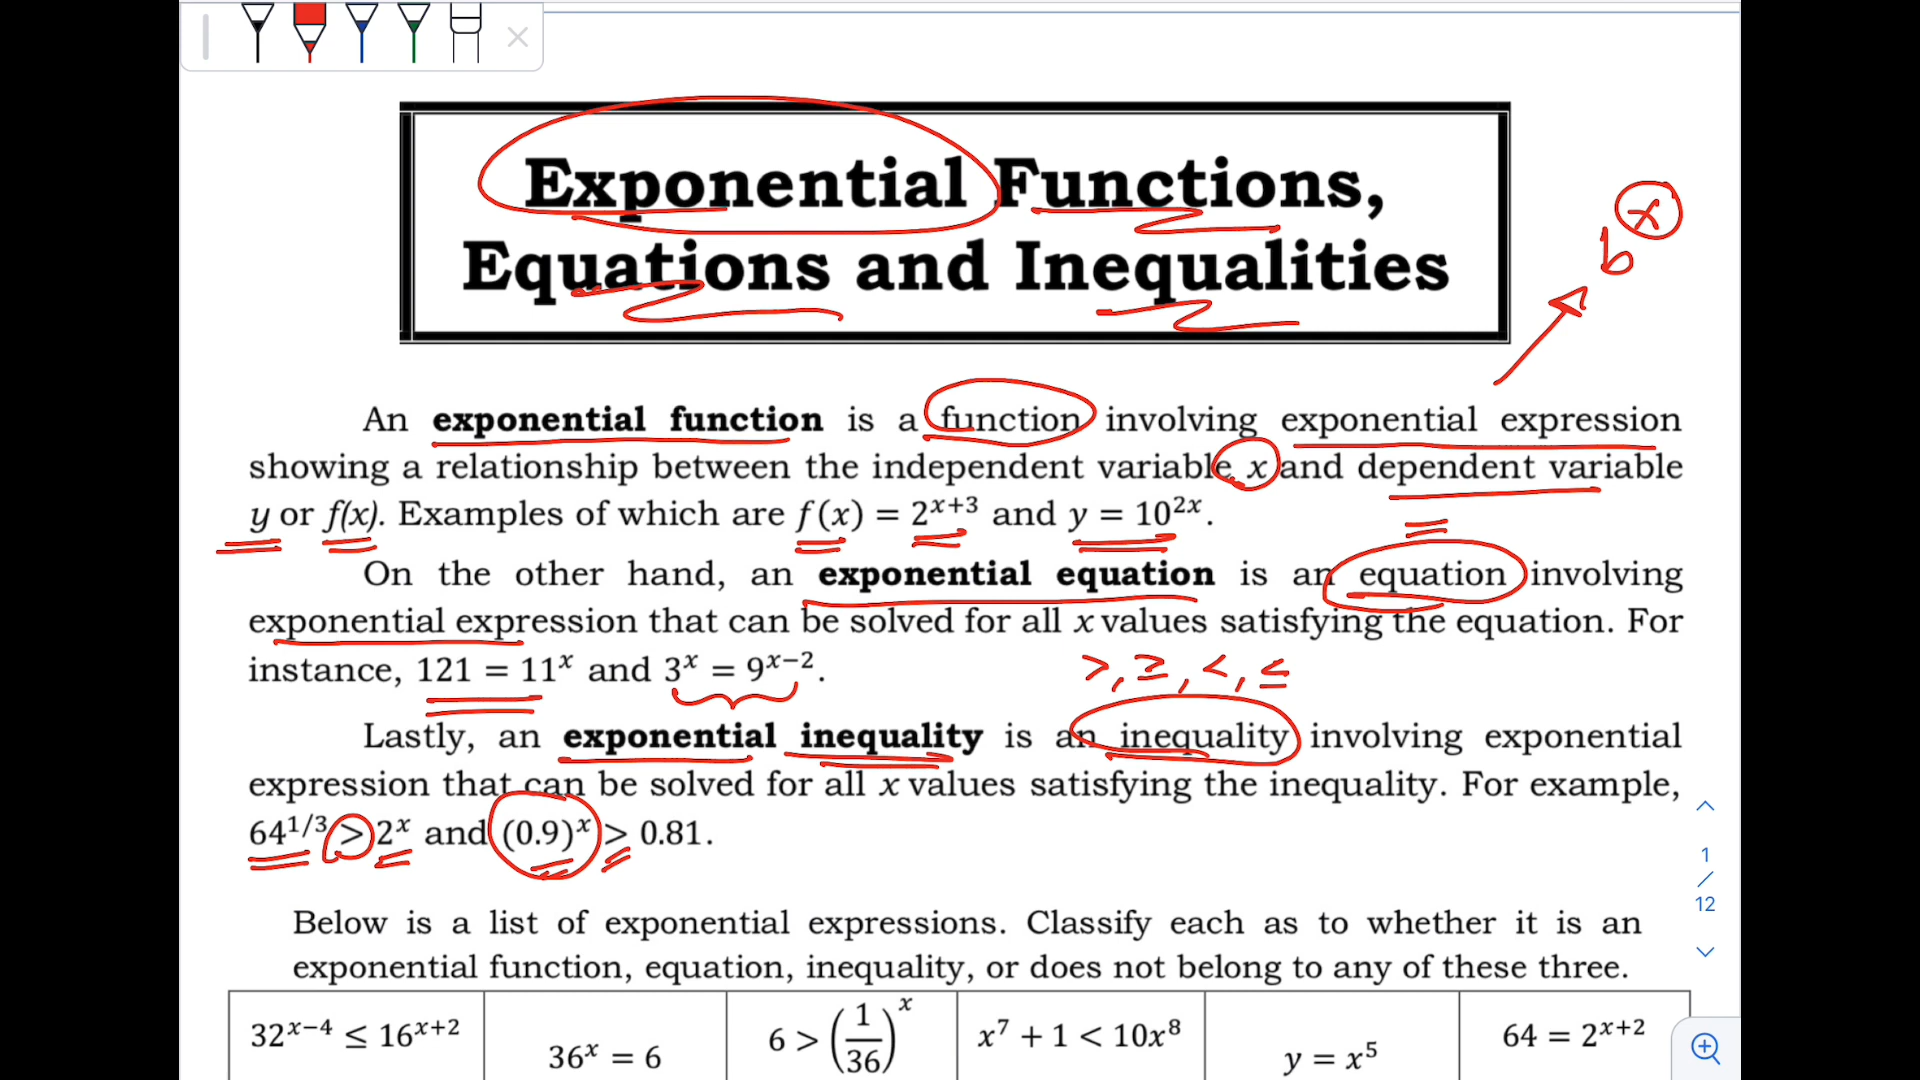 Exponential Functions,
Equations and Inequalities
b^x
An exponential function is a function involving exponential expression
showing a relationship between the independent variable x and dependent variable
y or f(x). Examples of which are f(x) = 2^{x+3} and y = 10^{2x}.
On the other hand, an exponential equation is an equation involving
exponential expression that can be solved for all x values satisfying the equation. For
instance, 121 = 11^x and 3^x = 9^{x−2}.
>, ≥, <, ≤
Lastly, an exponential inequality is an inequality involving exponential
expression that can be solved for all x values satisfying the inequality. For example,
64^{1/3} > 2^x and (0.9)^x > 0.81.
1
/
12
Below is a list of exponential expressions. Classify each as to whether it is an
exponential function, equation, inequality, or does not belong to any of these three.
32^{x−4} ≤ 16^{x+2}
36^x = 6
6 > (1/36)^x
x^7 + 1 < 10x^8
y = x^5
64 = 2^{x+2}